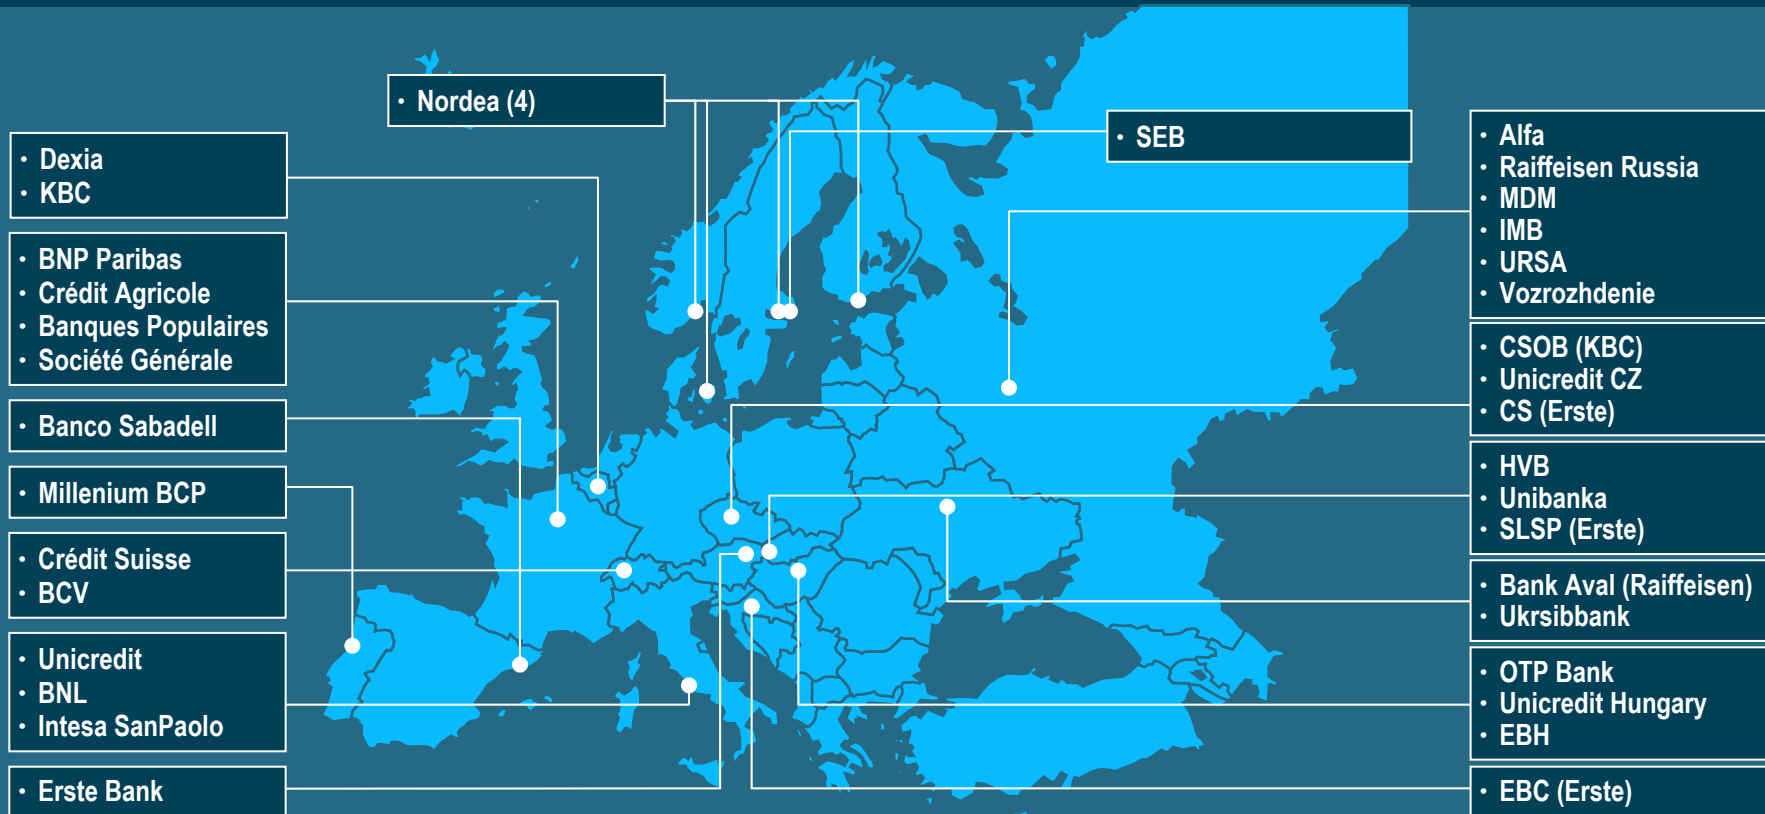 · Nordea (4)
· SEB
· Dexia
· KBC
· BNP Paribas
· Crédit Agricole
· Banques Populaires
· Société Générale
· Banco Sabadell
· Millenium BCP
· Crédit Suisse
· BCV
· Unicredit
· BNL
· Intesa SanPaolo
· Erste Bank
· Alfa
· Raiffeisen Russia
· MDM
· IMB
· URSA
· Vozrozhdenie
· CSOB (KBC)
· Unicredit CZ
· CS (Erste)
· HVB
· Unibanka
· SLSP (Erste)
· Bank Aval (Raiffeisen)
· Ukrsibbank
· OTP Bank
· Unicredit Hungary
· EBH
· EBC (Erste)